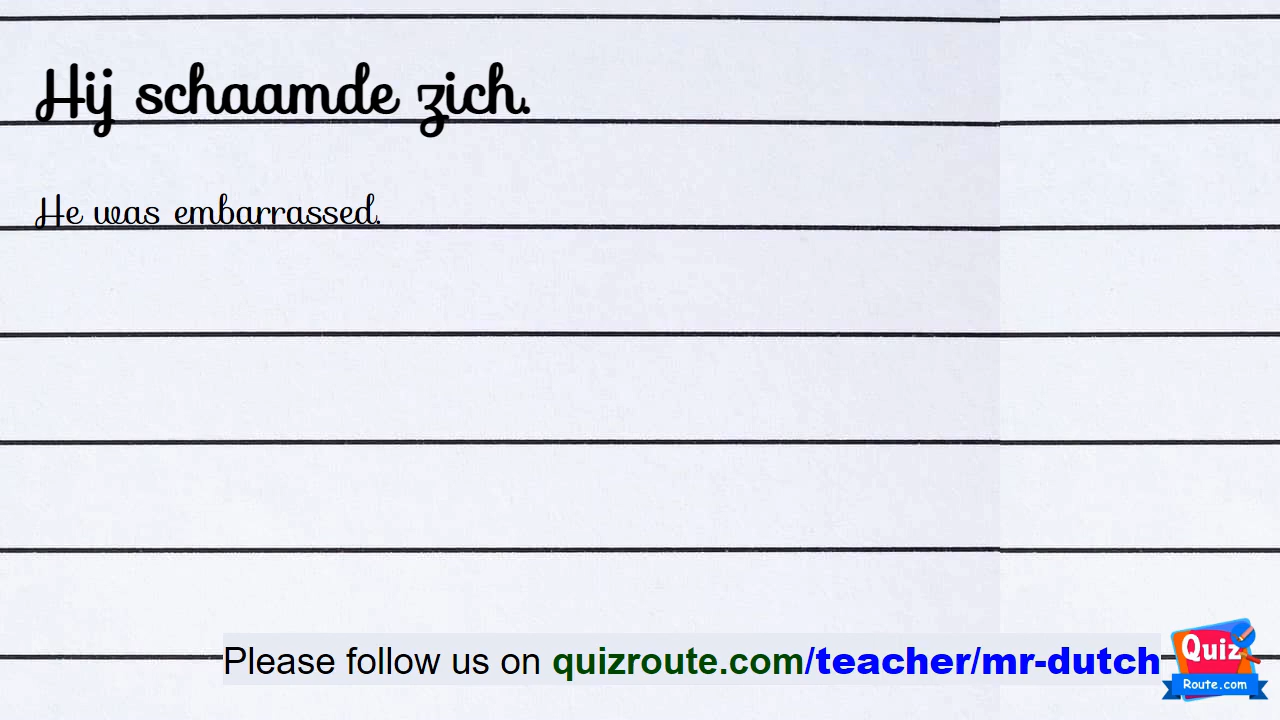 Hij schaamde zich.
He was embarrassed.
Please follow us on quizroute.com/teacher/mr-dutch
Quiz
Route.com